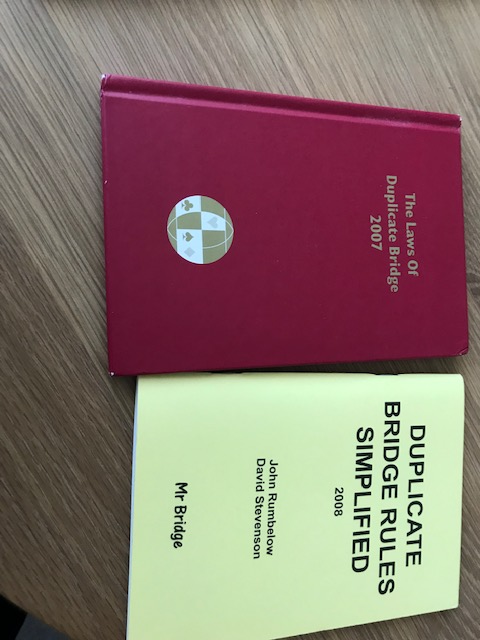 The Laws Of
Duplicate Bridge
2007
DUPLICATE
BRIDGE RULES
SIMPLIFIED
2008
John Rumbelow
David Stevenson
Mr Bridge